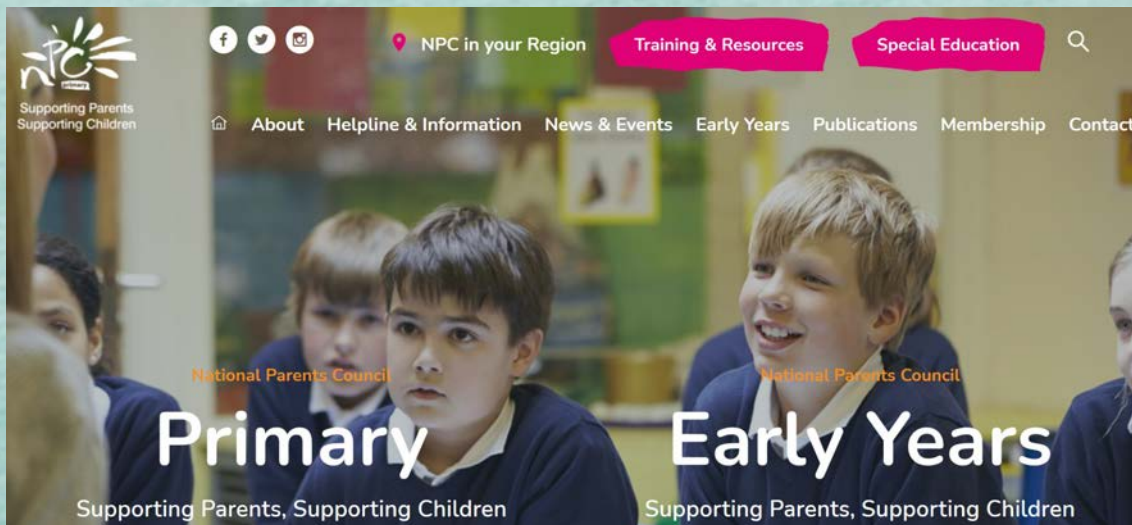 npc
primary
Supporting Parents
Supporting Children
NPC in your Region
Training & Resources
Special Education
About
Helpline & Information
News & Events
Early Years
Publications
Membership
Contact
National Parents Council
Primary
Supporting Parents, Supporting Children
National Parents Council
Early Years
Supporting Parents, Supporting Children